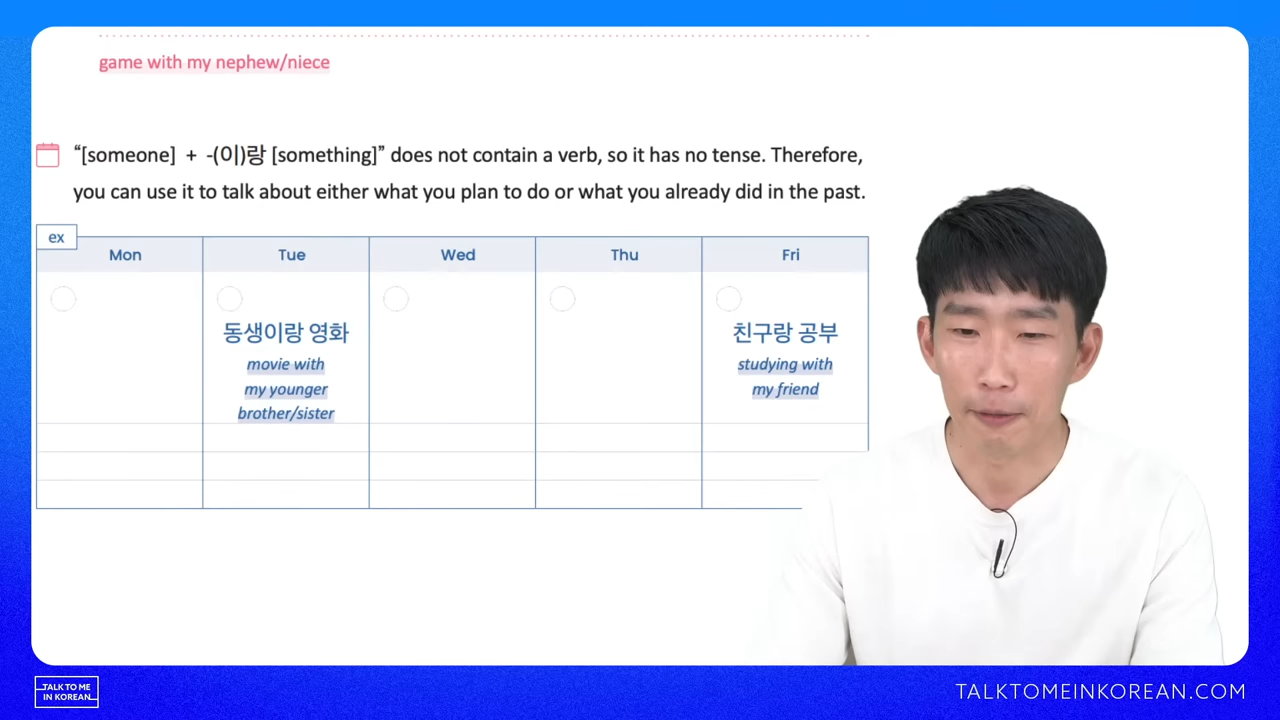 game with my nephew/niece
“[someone] + -(이)랑 [something]” does not contain a verb, so it has no tense. Therefore,
you can use it to talk about either what you plan to do or what you already did in the past.
ex
Mon Tue Wed Thu Fri
동생이랑 영화
movie with
my younger
brother/sister
친구랑 공부
studying with
my friend
TALK TO ME
IN KOREAN
TALKTOMEINKOREAN.COM